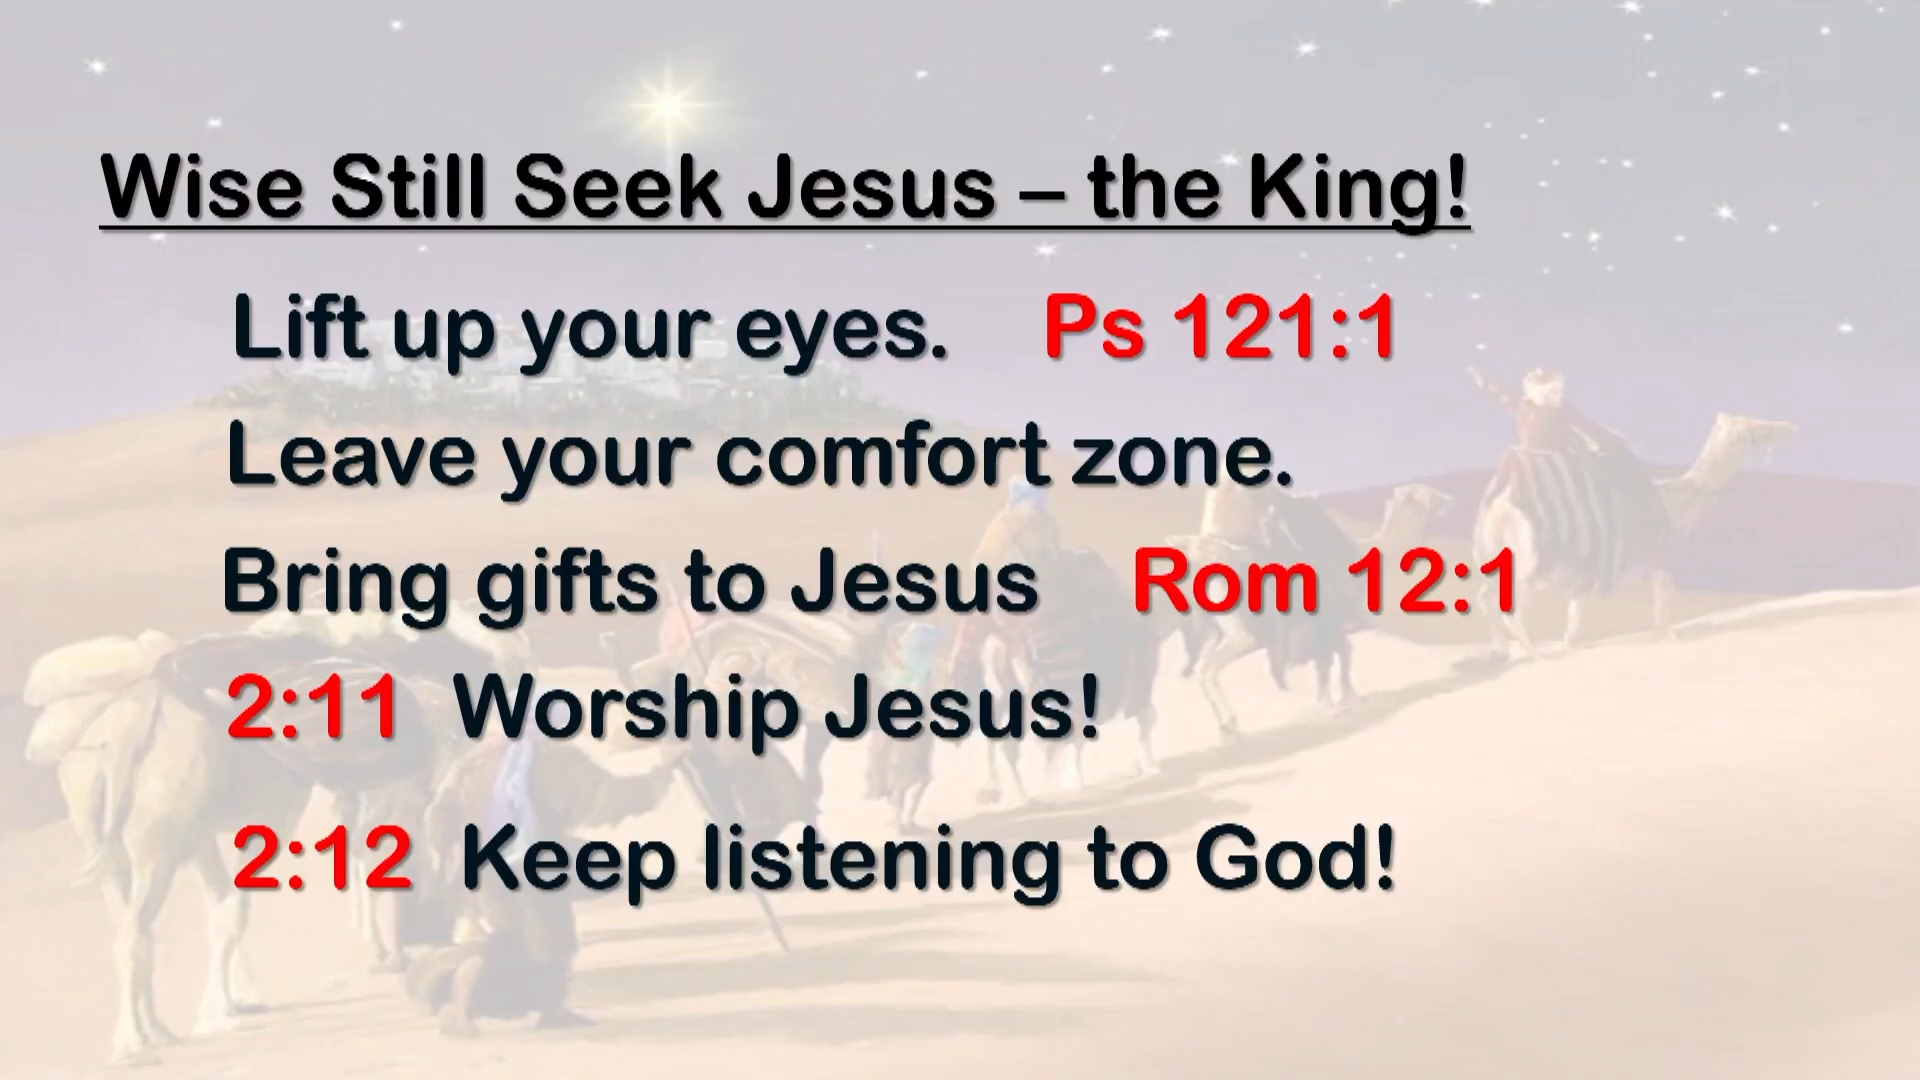 Wise Still Seek Jesus – the King!
Lift up your eyes. Ps 121:1
Leave your comfort zone.
Bring gifts to Jesus Rom 12:1
2:11 Worship Jesus!
2:12 Keep listening to God!